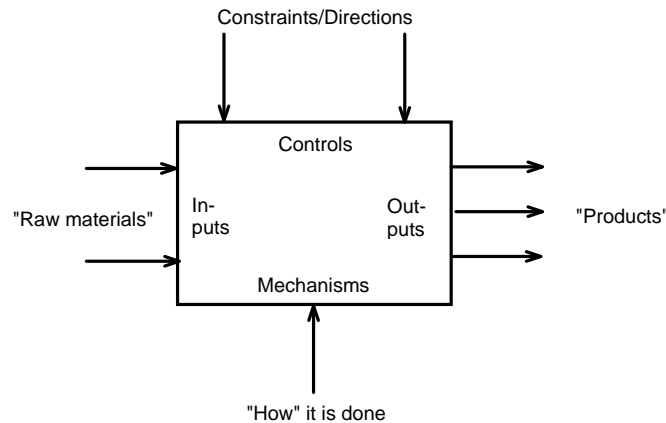 Constraints/Directions
Controls
"Raw materials"
In-
puts
Out-
puts
"Products'
Mechanisms
"How" it is done